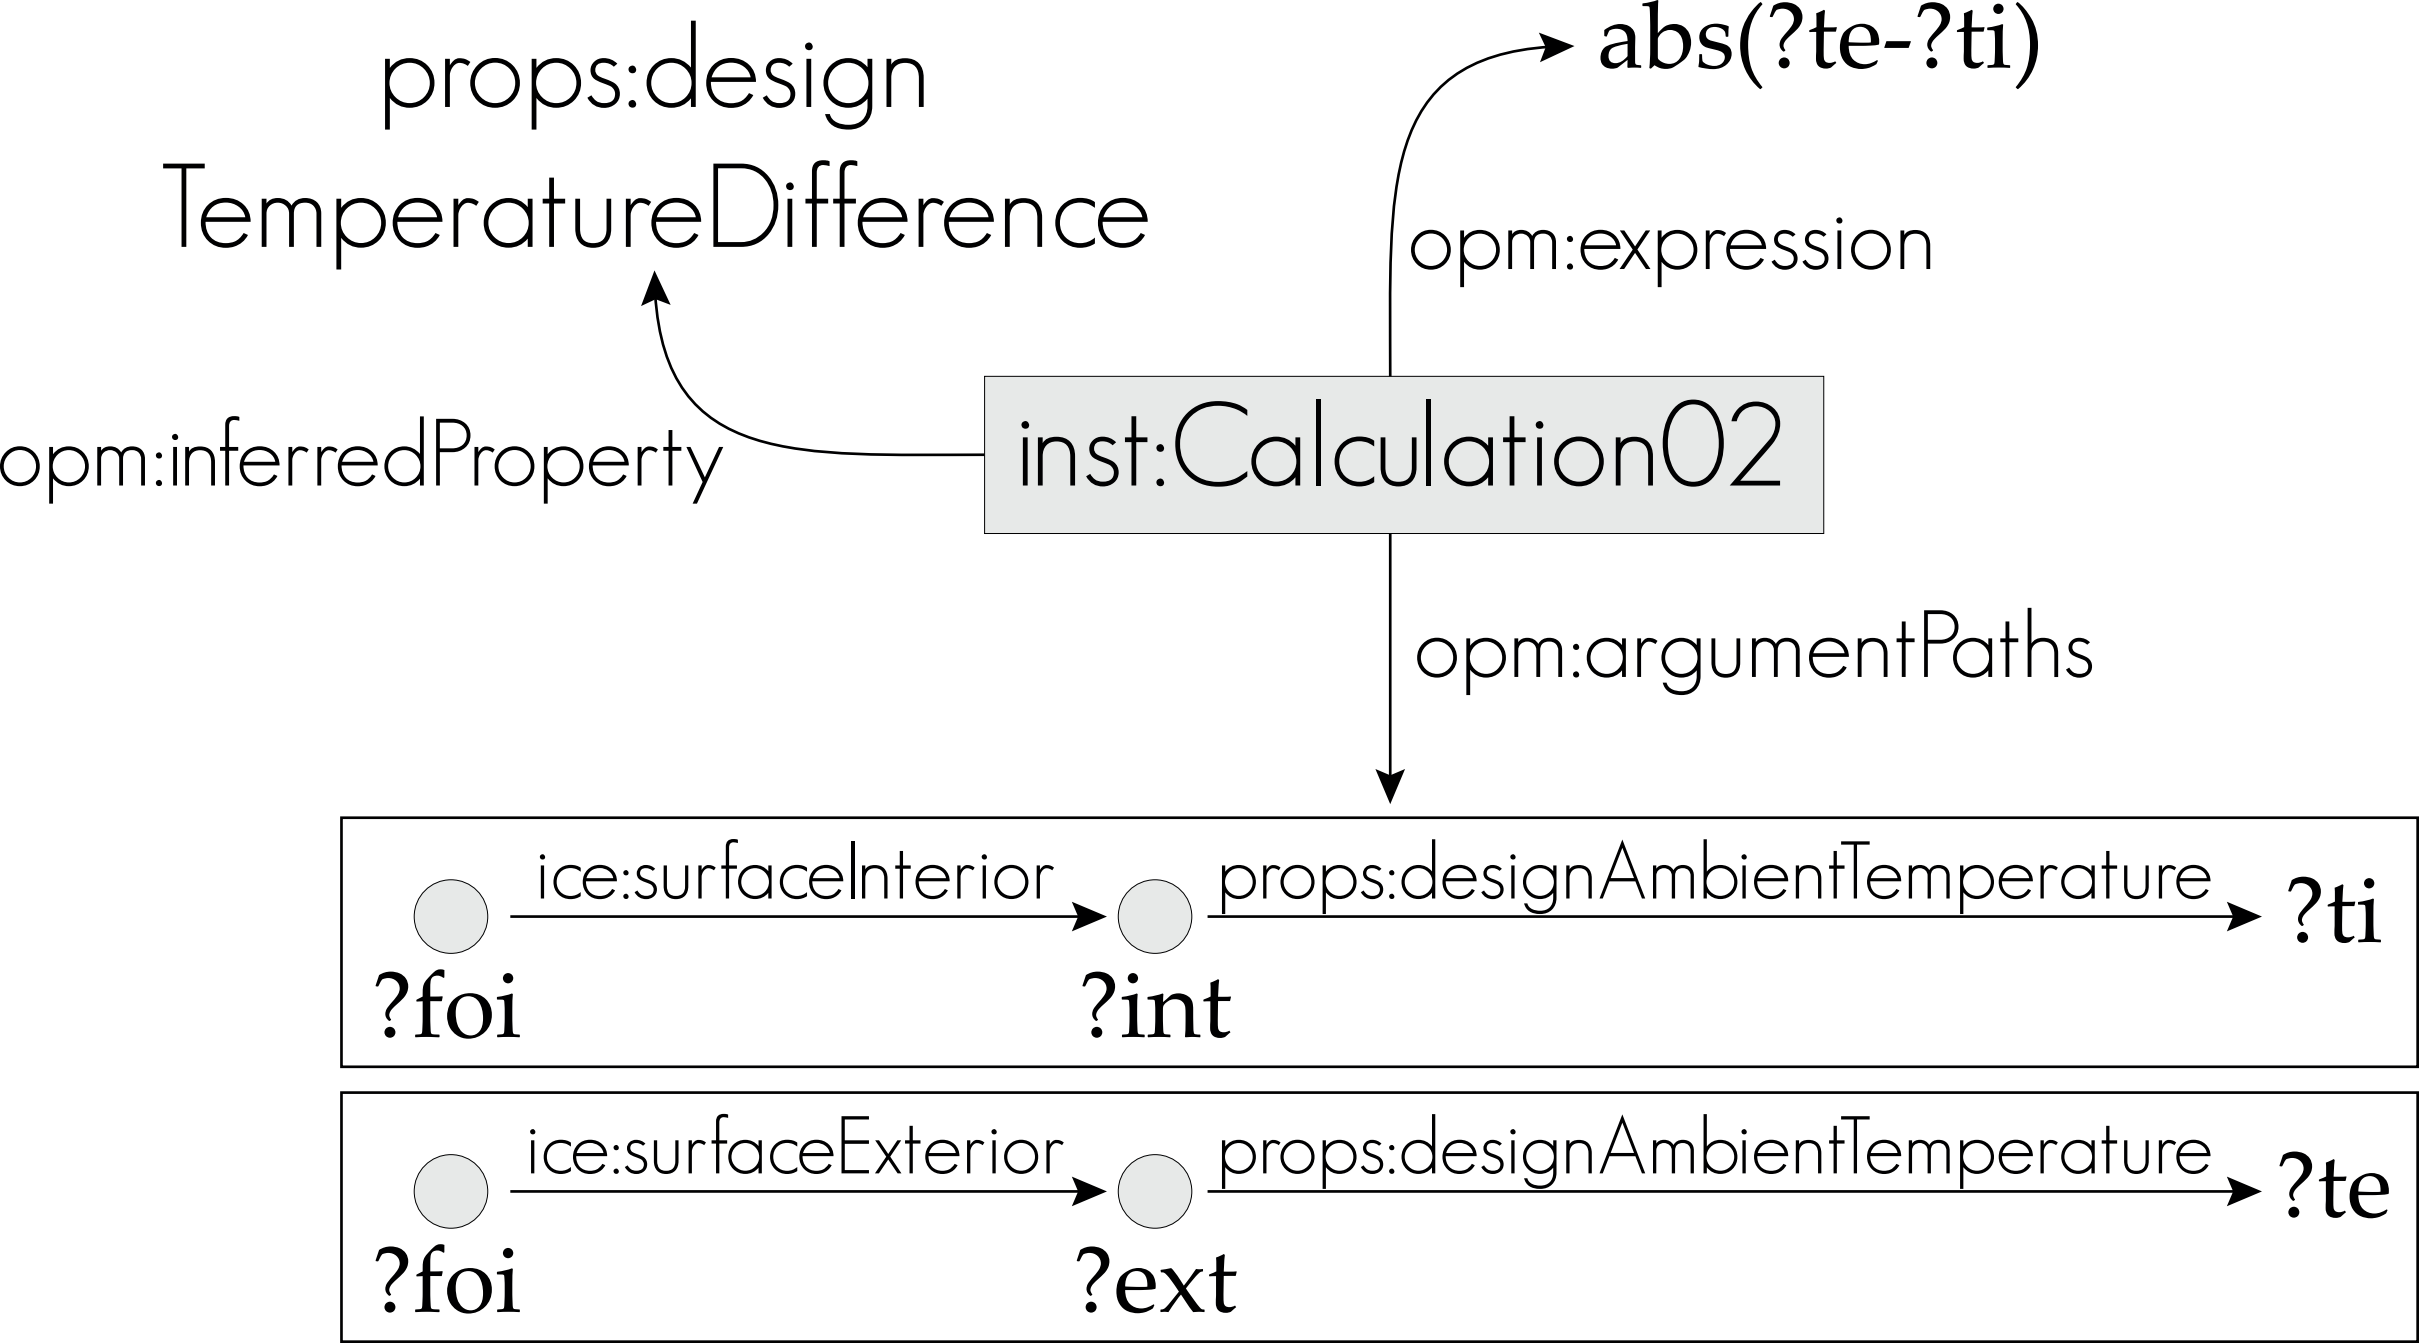 props:design
TemperatureDifference
abs(?te-?ti)
opm:expression
opm:inferredProperty
inst:Calculation02
opm:argumentPaths
ice:surfaceInterior
props:designAmbientTemperature
?ti
?foi
?int
ice:surfaceExterior
props:designAmbientTemperature
?te
?foi
?ext